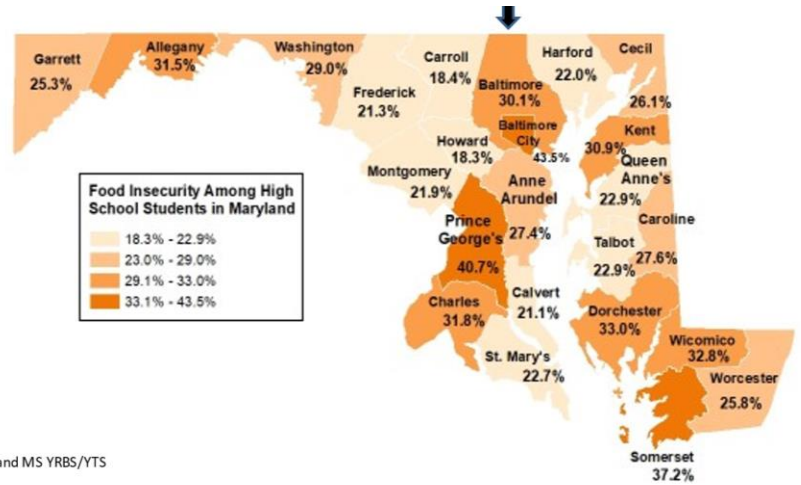 Garrett
25.3%
Allegany
31.5%
Washington
29.0%
Frederick
21.3%
Carroll
18.4%
Baltimore
30.1%
Baltimore
City
43.5%
Harford
22.0%
Cecil
26.1%
Kent
30.9%
Queen
Anne's
22.9%
Howard
18.3%
Montgomery
21.9%
Anne
Arundel
27.4%
Prince
George's
40.7%
Caroline
27.6%
Talbot
22.9%
Calvert
21.1%
Charles
31.8%
St. Mary's
22.7%
Dorchester
33.0%
Wicomico
32.8%
Worcester
25.8%
Somerset
37.2%
Food Insecurity Among High
School Students in Maryland
18.3% - 22.9%
23.0% - 29.0%
29.1% - 33.0%
33.1% - 43.5%
and MS YRBS/YTS